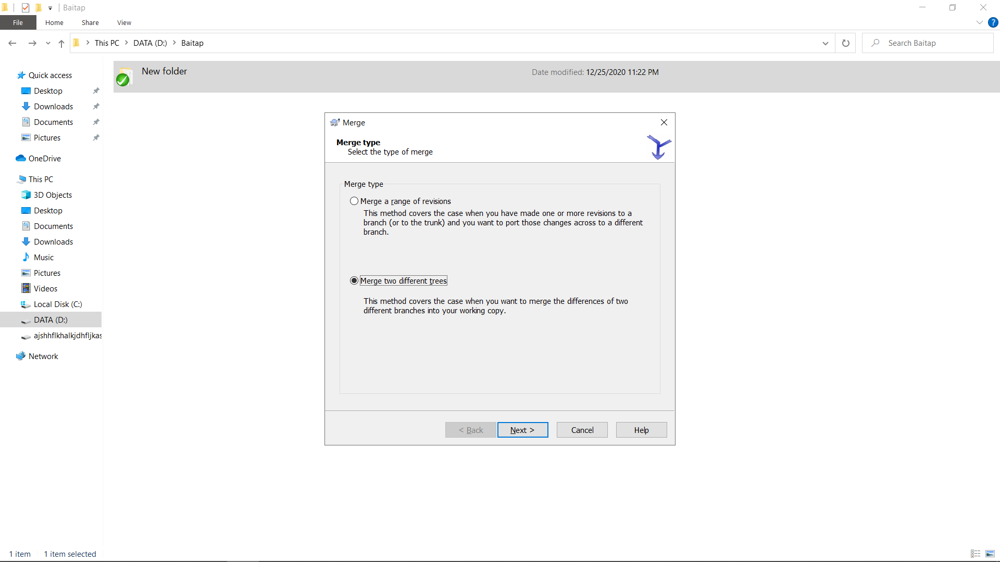 Baitap
File Home Share View
This PC > DATA (D:) > Baitap
Search Baitap
Quick access
Desktop
Downloads
Documents
Pictures
OneDrive
This PC
3D Objects
Desktop
Documents
Downloads
Music
Pictures
Videos
Local Disk (C:)
DATA (D:)
ajshhflkhalkjdhfljkas
Network
New folder
Date modified: 12/25/2020 11:22 PM
Merge
Merge type
Select the type of merge
Merge type
Merge a range of revisions
This method covers the case when you have made one or more revisions to a
branch (or to the trunk) and you want to port those changes across to a different
branch.
Merge two different trees
This method covers the case when you want to merge the differences of two
different branches into your working copy.
< Back Next > Cancel Help
1 item 1 item selected